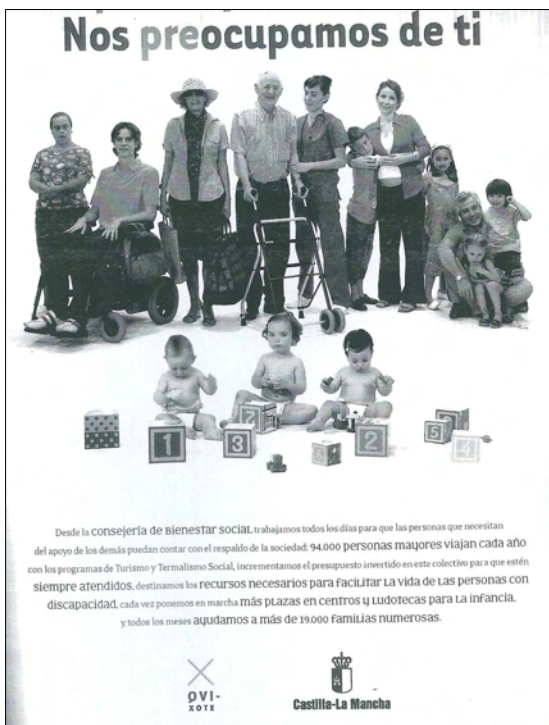 Nos preocupamos de ti
1
3
7
2
5
4
Desde la consejería de Bienestar Social trabajamos todos los días para que las personas que necesitan
del apoyo de los demás puedan contar con el respaldo de la sociedad: 94.000 personas mayores viajan cada año
con los programas de Turismo y Termalismo Social, incrementamos el presupuesto invertido en este colectivo para que estén
siempre atendidos, destinamos los recursos necesarios para facilitar la vida de las personas con
discapacidad, cada vez ponemos en marcha más plazas en centros y ludotecas para la infancia,
y todos los meses ayudamos a más de 19.000 familias numerosas.
QVI-
XOTE
Castilla-La Mancha